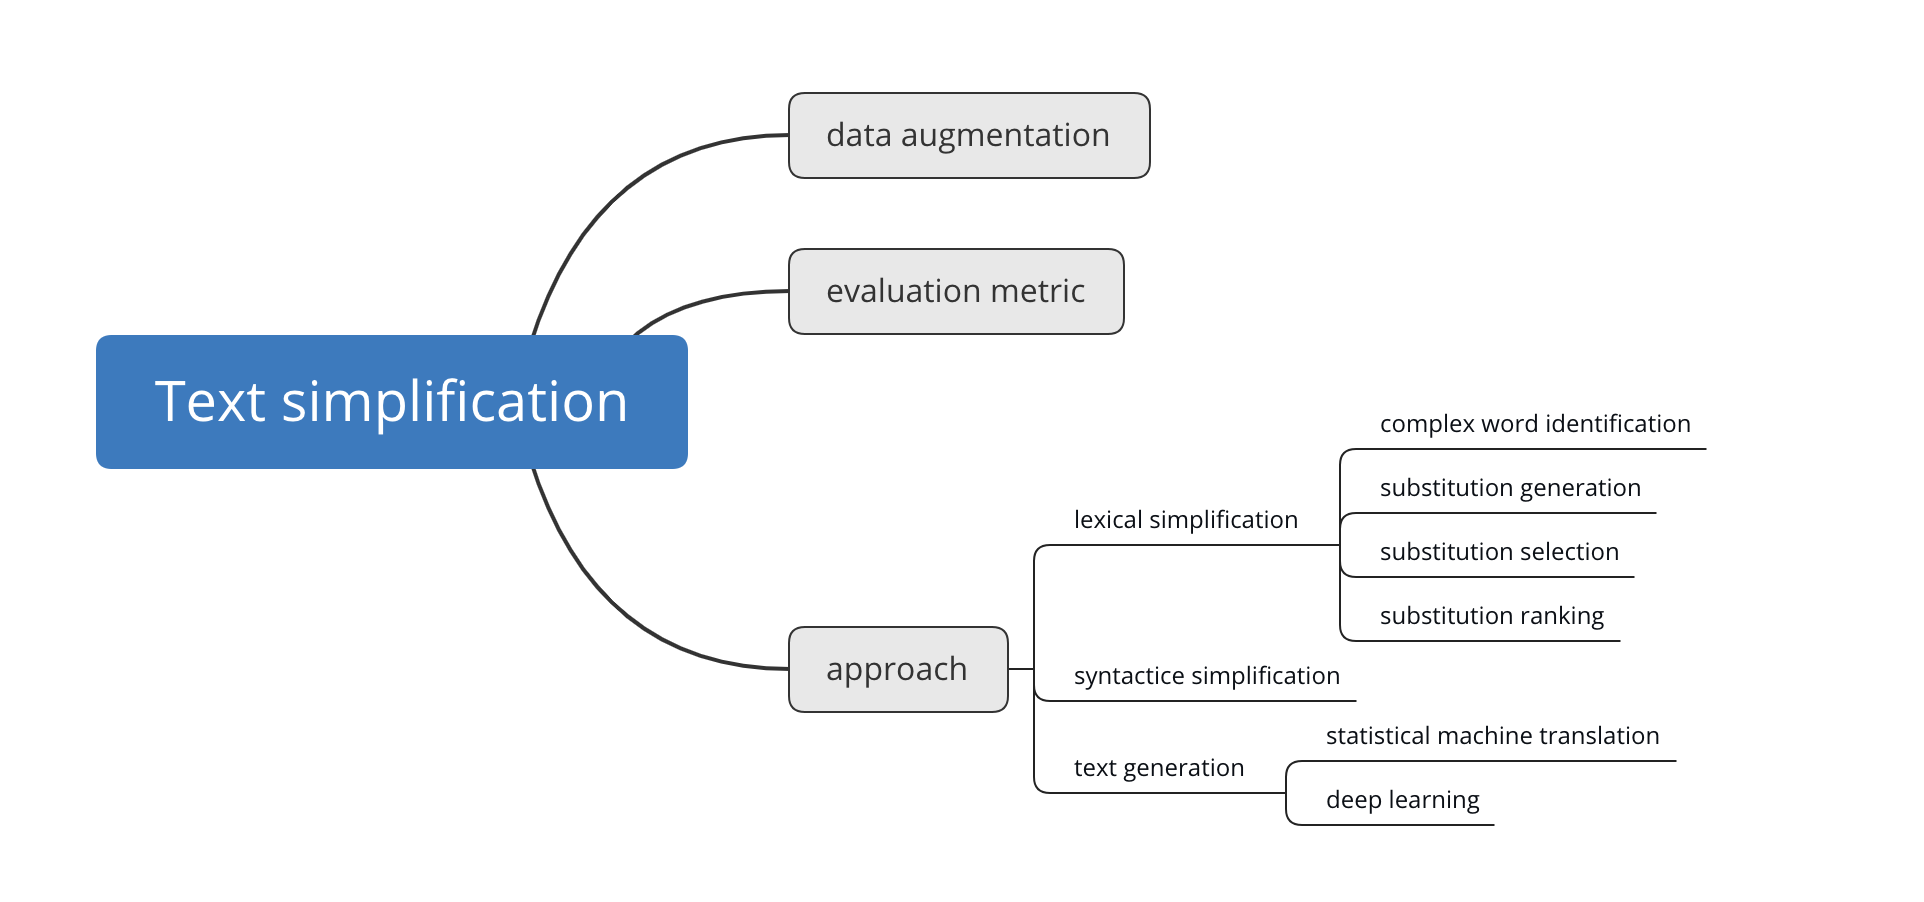 data augmentation
evaluation metric
Text simplification
complex word identification
substitution generation
lexical simplification
substitution selection
substitution ranking
approach
syntactice simplification
statistical machine translation
text generation
deep learning